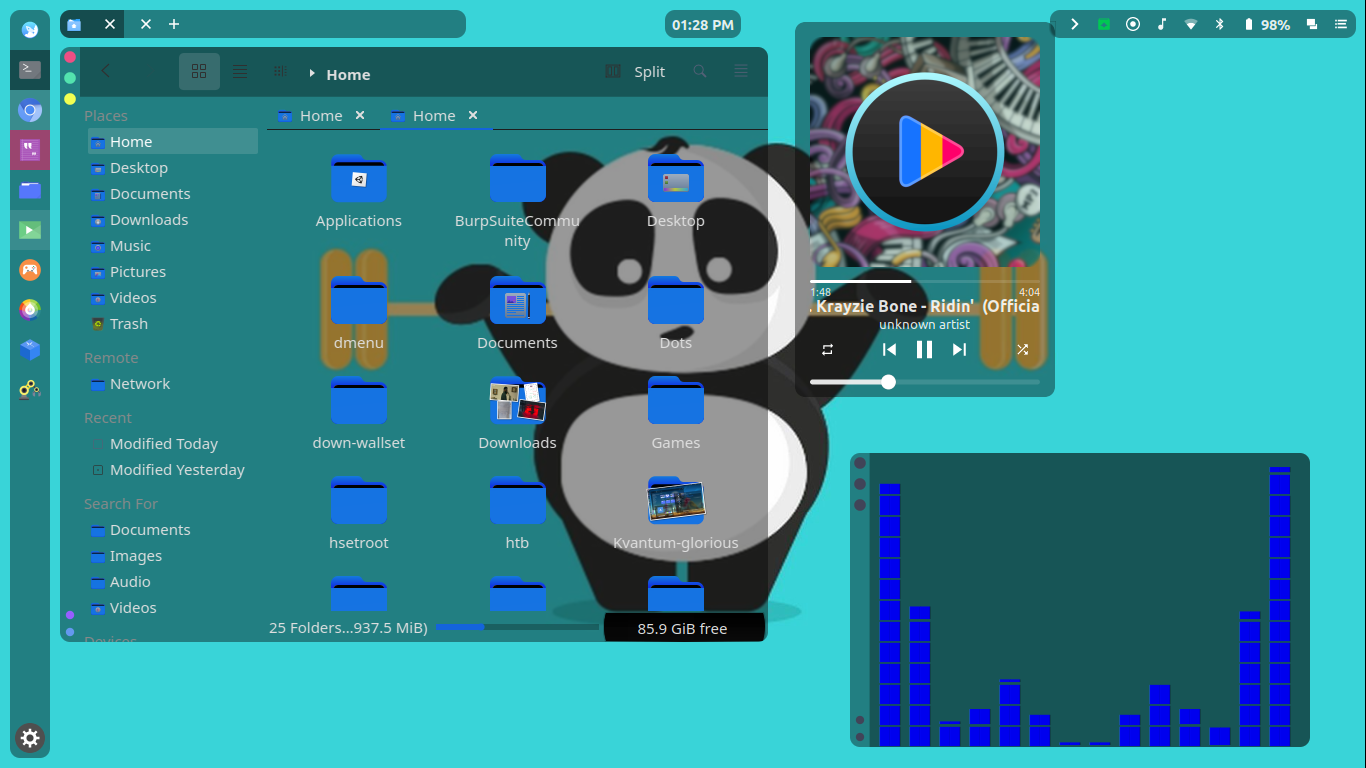 01:28 PM
98%
Home
Split
Home
Home
Places
Home
Desktop
Documents
Downloads
Music
Pictures
Videos
Trash
Remote
Network
Recent
Modified Today
Modified Yesterday
Search For
Documents
Images
Audio
Videos
Devices
Applications
BurpSuiteCommu
nity
Desktop
dmenu
Documents
Dots
down-wallset
Downloads
Games
hsetroot
htb
Kvantum-glorious
25 Folders...937.5 MiB)
85.9 GiB free
1:48
4:04
. Krayzie Bone - Ridin' (Officia
unknown artist